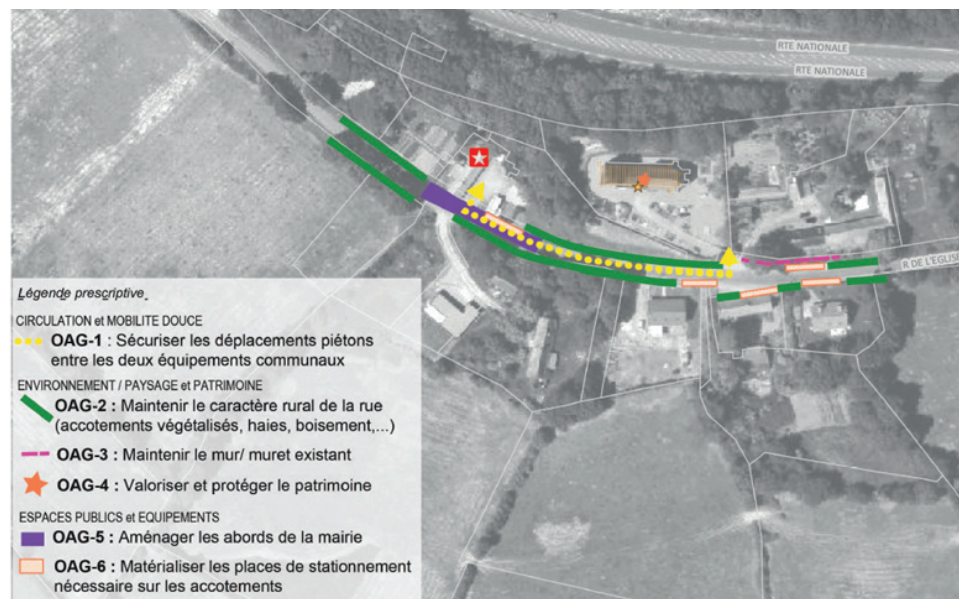 RTE NATIONALE
RTE NATIONALE
R DE L'EGLISE
Légende prescriptive
CIRCULATION et MOBILITE DOUCE
OAG-1 : Sécuriser les déplacements piétons
entre les deux équipements communaux
ENVIRONNEMENT / PAYSAGE et PATRIMOINE
OAG-2 : Maintenir le caractère rural de la rue
(accotements végétalisés, haies, boisement,...)
OAG-3 : Maintenir le mur/ muret existant
OAG-4 : Valoriser et protéger le patrimoine
ESPACES PUBLICS et EQUIPEMENTS
OAG-5 : Aménager les abords de la mairie
OAG-6 : Matérialiser les places de stationnement
nécessaire sur les accotements